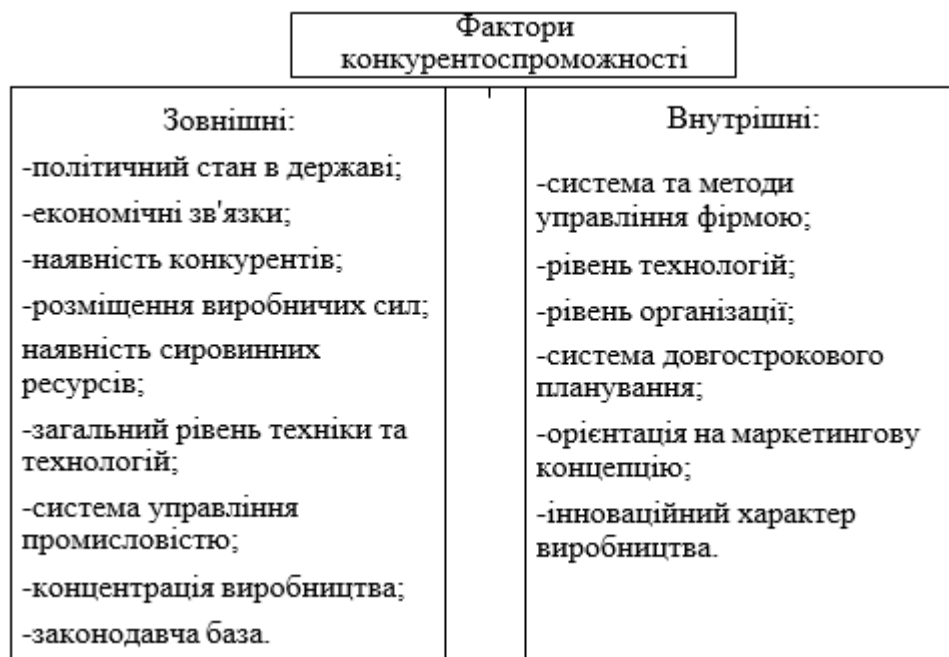 Фактори
конкурентоспроможності
Зовнішні:
-політичний стан в державі;
-економічні зв'язки;
-наявність конкурентів;
-розміщення виробничих сил;
наявність сировинних
ресурсів;
-загальний рівень техніки та
технологій;
-система управління
промисловістю;
-концентрація виробництва;
-законодавча база.
Внутрішні:
-система та методи
управління фірмою;
-рівень технологій;
-рівень організації;
-система довгострокового
планування;
-орієнтація на маркетингову
концепцію;
-інноваційний характер
виробництва.